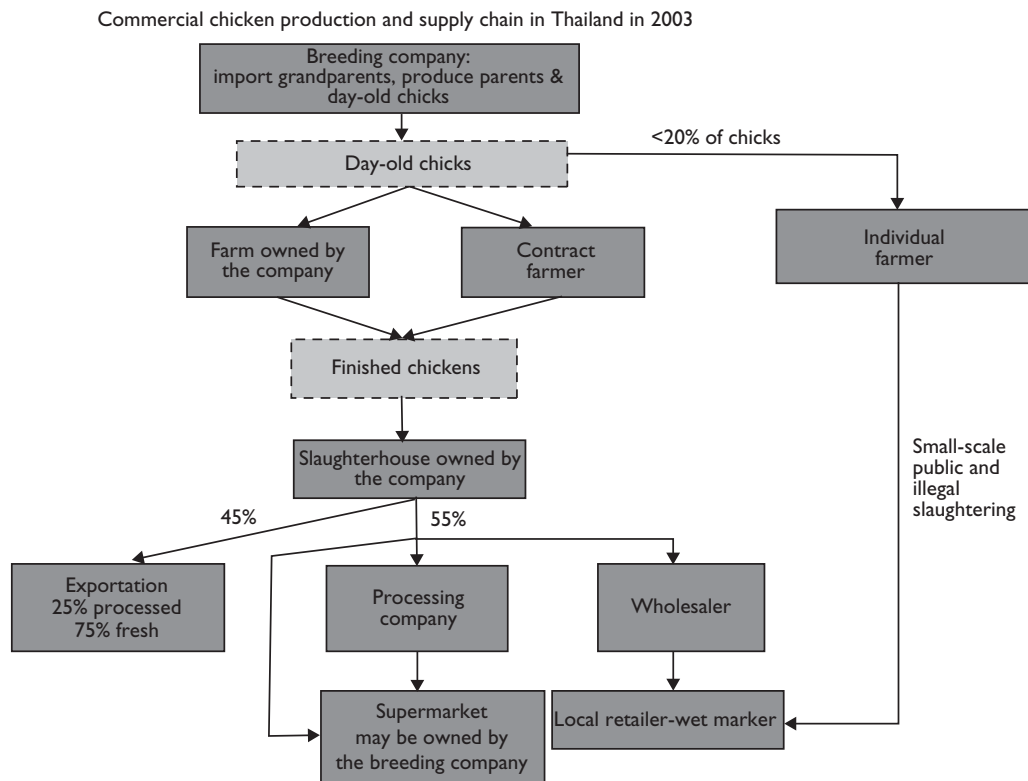 Commercial chicken production and supply chain in Thailand in 2003
Breeding company:
import grandparents, produce parents &
day-old chicks
<20% of chicks
Day-old chicks
Farm owned by
the company
Contract
farmer
Individual
farmer
Finished chickens
Slaughterhouse owned by
the company
Small-scale
public and
illegal
slaughtering
45%
55%
Exportation
25% processed
75% fresh
Processing
company
Wholesaler
Supermarket
may be owned by
the breeding company
Local retailer-wet marker